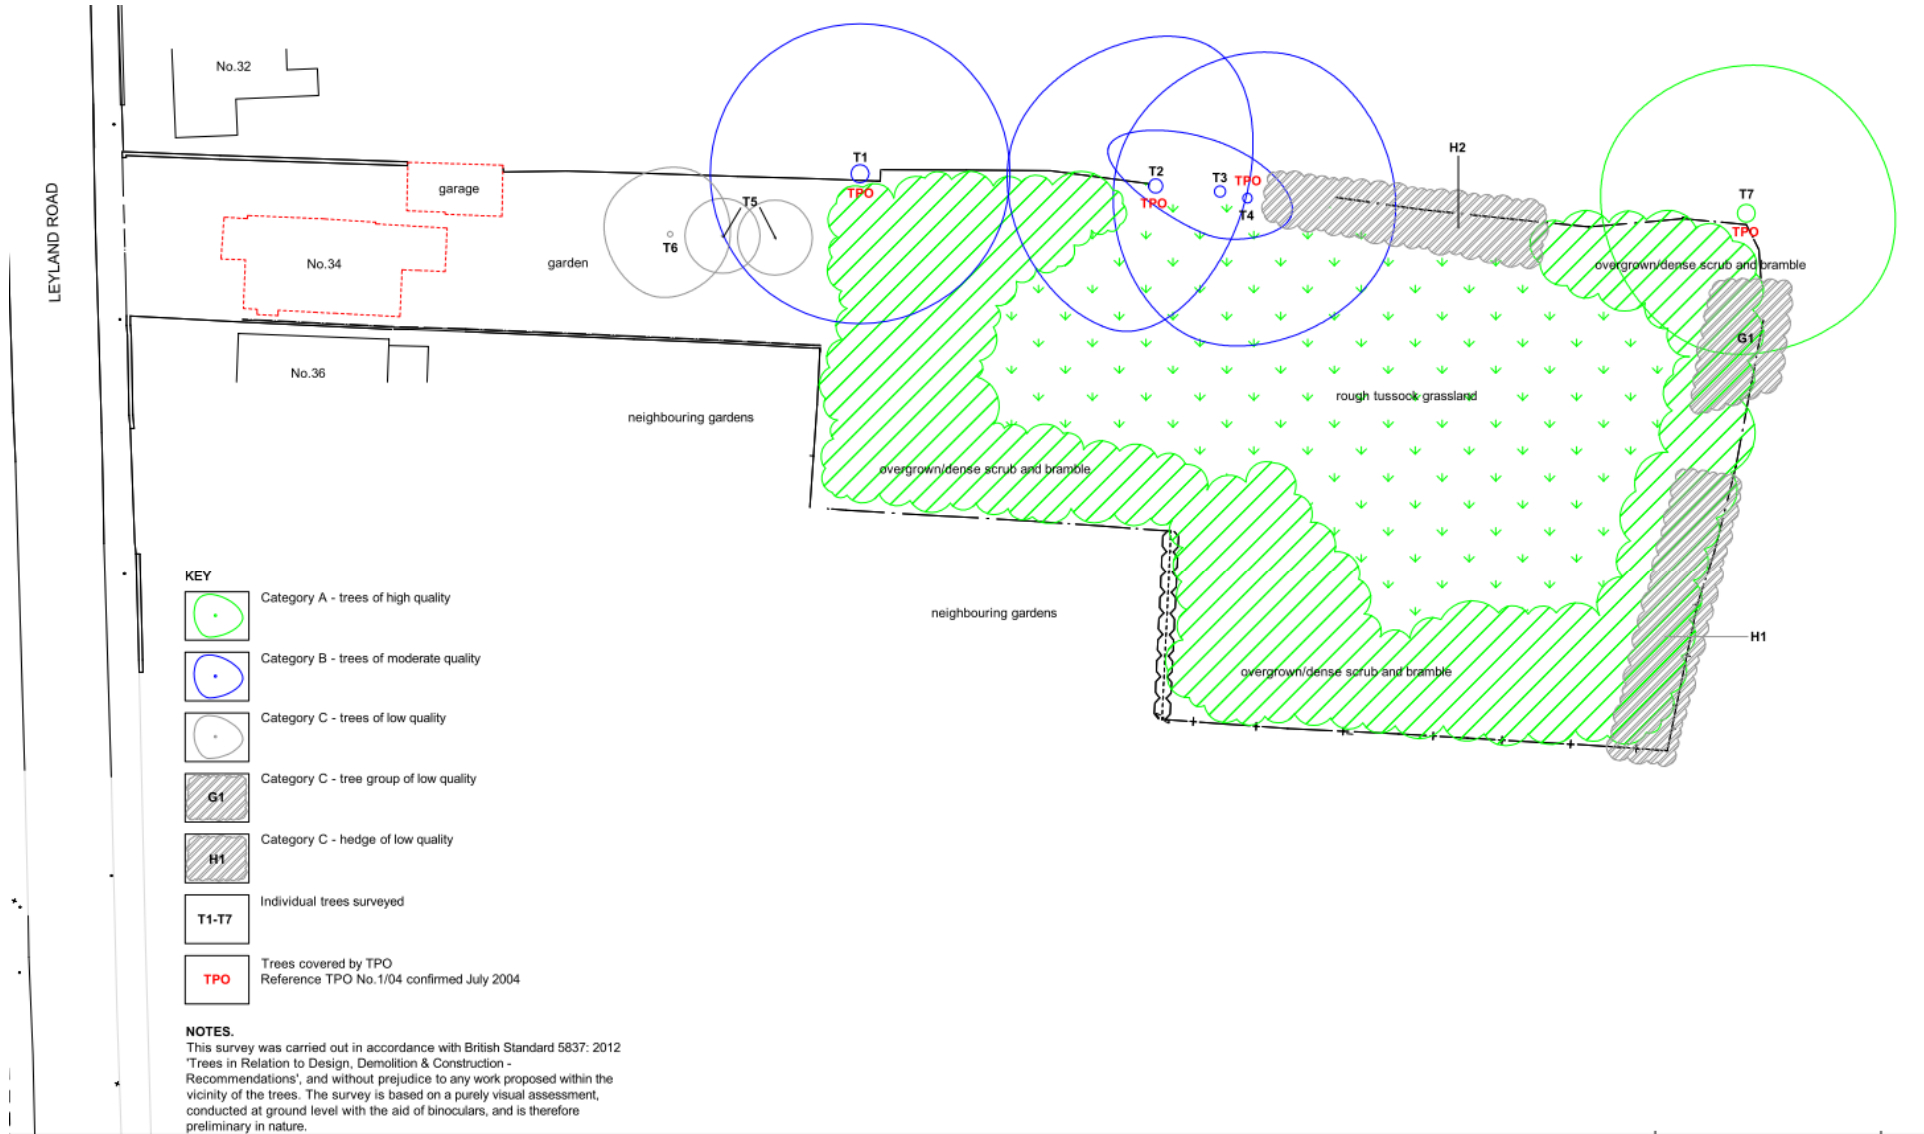 No.32
T1
TPO
T2
TPO
T3
TPO
T4
H2
T7
TPO
garage
T5
T6
LEYLAND ROAD
No.34
garden
overgrown/dense scrub and bramble
G1
No.36
neighbouring gardens
rough tussock grassland
overgrown/dense scrub and bramble
neighbouring gardens
H1
overgrown/dense scrub and bramble
KEY
Category A - trees of high quality
Category B - trees of moderate quality
Category C - trees of low quality
G1
Category C - tree group of low quality
H1
Category C - hedge of low quality
T1-T7
Individual trees surveyed
TPO
Trees covered by TPO
Reference TPO No.1/04 confirmed July 2004
NOTES.
This survey was carried out in accordance with British Standard 5837: 2012
'Trees in Relation to Design, Demolition & Construction -
Recommendations', and without prejudice to any work proposed within the
vicinity of the trees. The survey is based on a purely visual assessment,
conducted at ground level with the aid of binoculars, and is therefore
preliminary in nature.